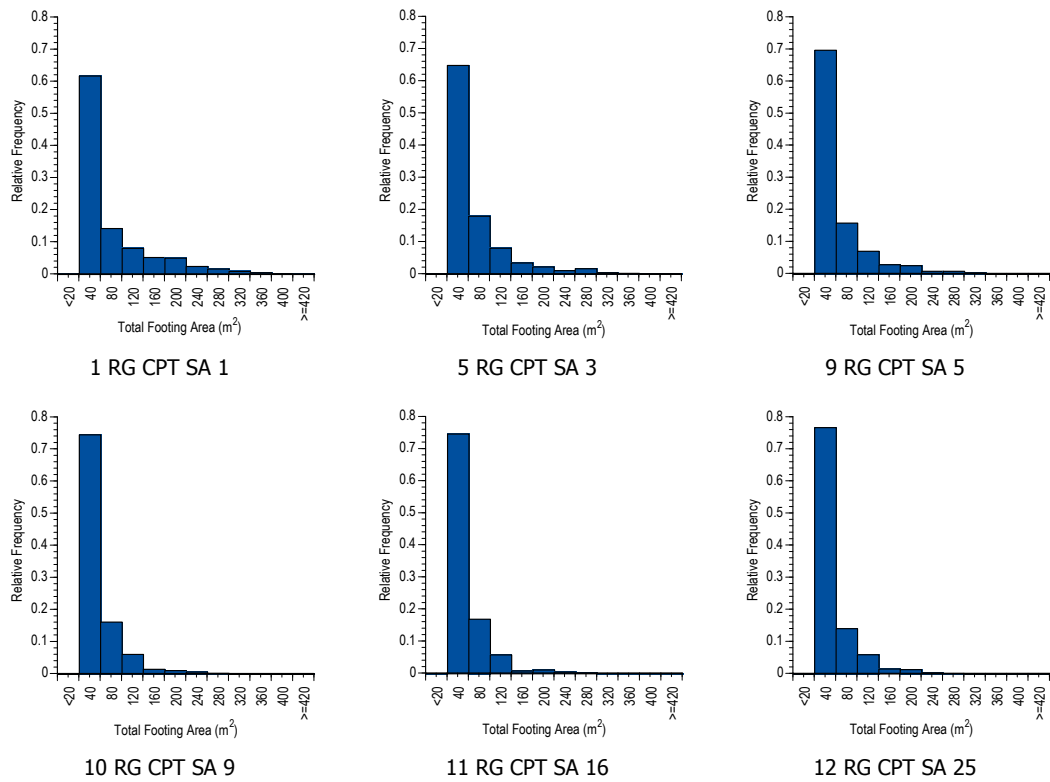 0.8
0.7
0.6
0.5
0.4
0.3
0.2
0.1
0
Relative Frequency
<20 40 80 120 160 200 240 280 320 360 400 >=420
Total Footing Area (m²)
1 RG CPT SA 1
0.8
0.7
0.6
0.5
0.4
0.3
0.2
0.1
0
Relative Frequency
<20 40 80 120 160 200 240 280 320 360 400 >=420
Total Footing Area (m²)
5 RG CPT SA 3
0.8
0.7
0.6
0.5
0.4
0.3
0.2
0.1
0
Relative Frequency
<20 40 80 120 160 200 240 280 320 360 400 >=420
Total Footing Area (m²)
9 RG CPT SA 5
0.8
0.7
0.6
0.5
0.4
0.3
0.2
0.1
0
Relative Frequency
<20 40 80 120 160 200 240 280 320 360 400 >=420
Total Footing Area (m²)
10 RG CPT SA 9
0.8
0.7
0.6
0.5
0.4
0.3
0.2
0.1
0
Relative Frequency
<20 40 80 120 160 200 240 280 320 360 400 >=420
Total Footing Area (m²)
11 RG CPT SA 16
0.8
0.7
0.6
0.5
0.4
0.3
0.2
0.1
0
Relative Frequency
<20 40 80 120 160 200 240 280 320 360 400 >=420
Total Footing Area (m²)
12 RG CPT SA 25